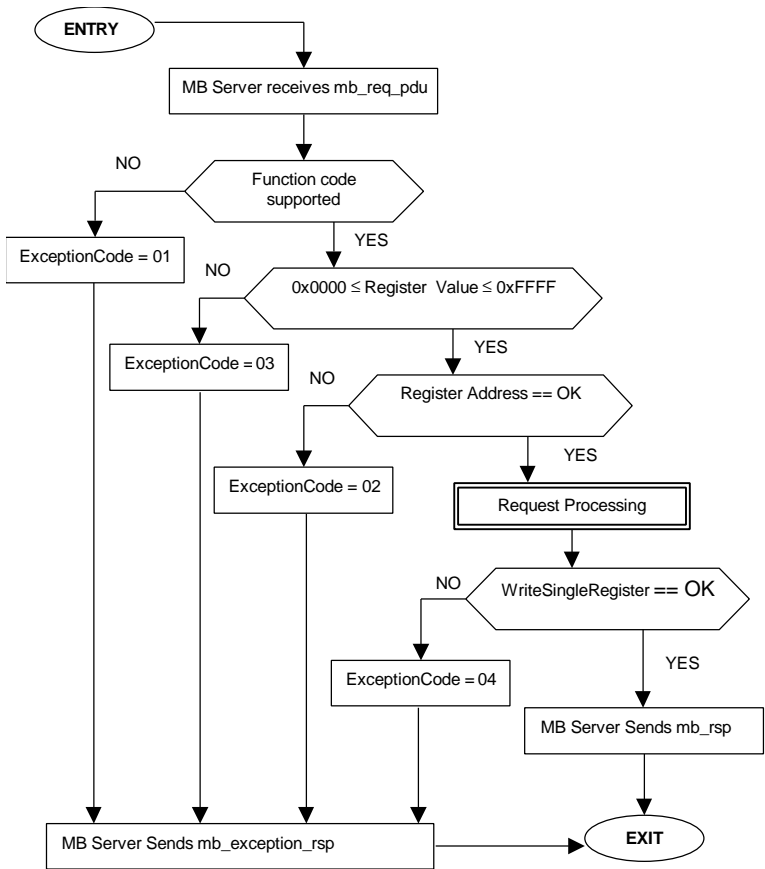 ENTRY
MB Server receives mb_req_pdu
NO
Function code
supported
YES
ExceptionCode = 01
NO
0x0000 ≤ Register Value ≤ 0xFFFF
YES
ExceptionCode = 03
NO
Register Address == OK
YES
ExceptionCode = 02
Request Processing
NO
WriteSingleRegister == OK
YES
ExceptionCode = 04
MB Server Sends mb_rsp
MB Server Sends mb_exception_rsp
EXIT